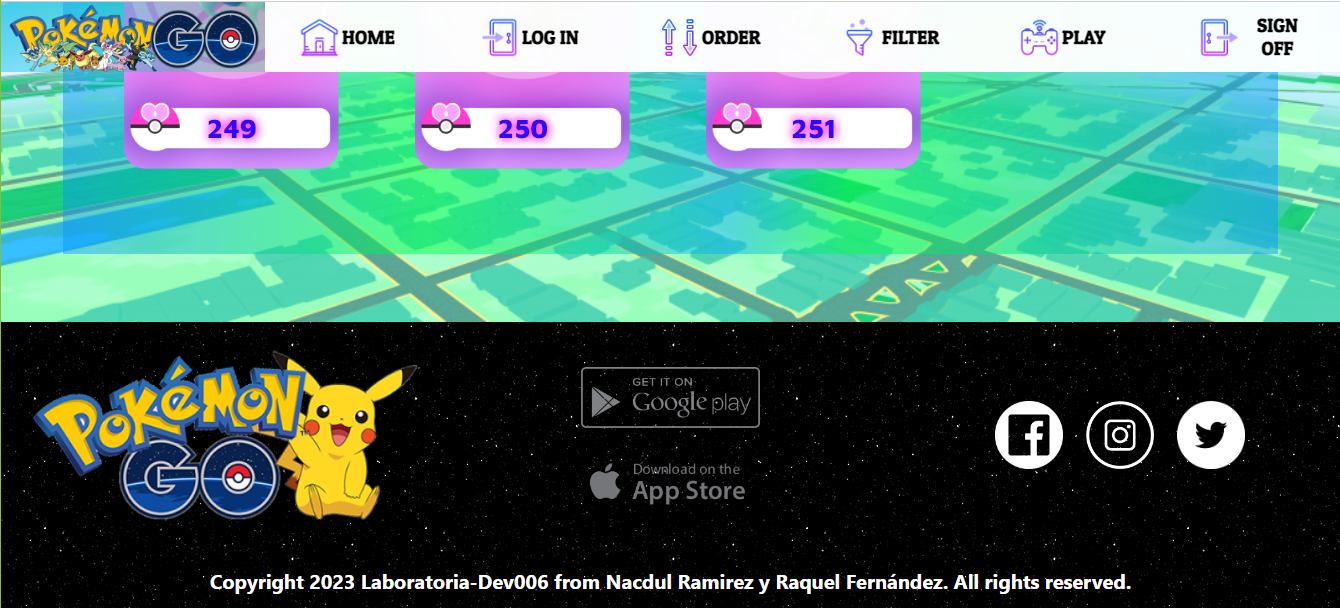 Pokémon GO
HOME
LOG IN
ORDER
FILTER
PLAY
SIGN
OFF
249
250
251
Pokémon
GO
TM
GET IT ON
Google play
Download on the
App Store
Copyright 2023 Laboratoria-Dev006 from Nacdul Ramirez y Raquel Fernández. All rights reserved.